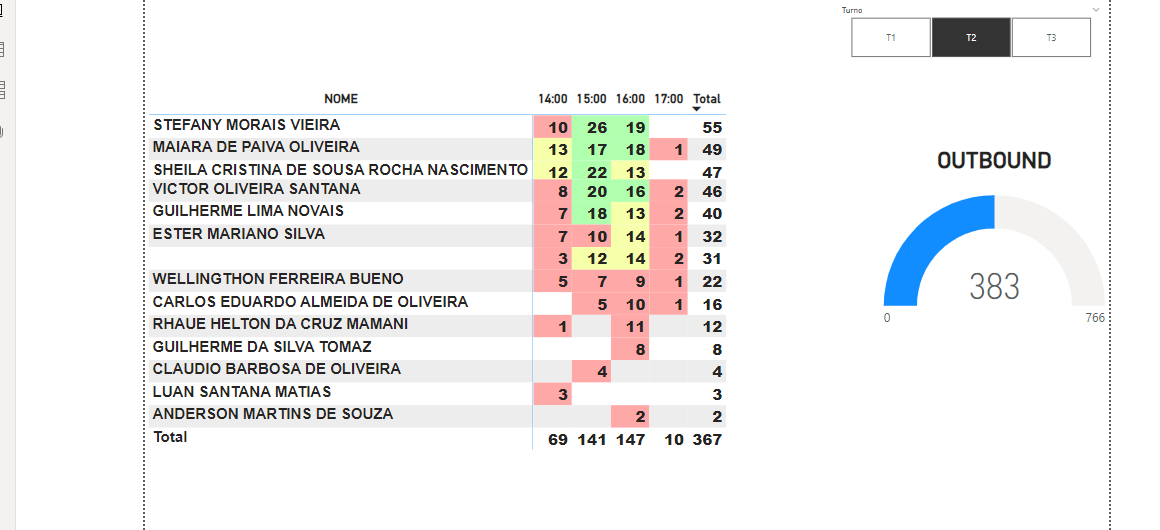 Turno
T1 T2 T3
NOME 14:00 15:00 16:00 17:00 Total
STEFANY MORAIS VIEIRA 10 26 19 55
MAIARA DE PAIVA OLIVEIRA 13 17 18 1 49
SHEILA CRISTINA DE SOUSA ROCHA NASCIMENTO 12 22 13 47
VICTOR OLIVEIRA SANTANA 8 20 16 2 46
GUILHERME LIMA NOVAIS 7 18 13 2 40
ESTER MARIANO SILVA 7 10 14 1 32
3 12 14 2 31
WELLINGTHON FERREIRA BUENO 5 7 9 1 22
CARLOS EDUARDO ALMEIDA DE OLIVEIRA 5 10 1 16
RHAUE HELTON DA CRUZ MAMANI 1 11 12
GUILHERME DA SILVA TOMAZ 8 8
CLAUDIO BARBOSA DE OLIVEIRA 4 4
LUAN SANTANA MATIAS 3 3
ANDERSON MARTINS DE SOUZA 2 2
Total 69 141 147 10 367
OUTBOUND
383
0 766